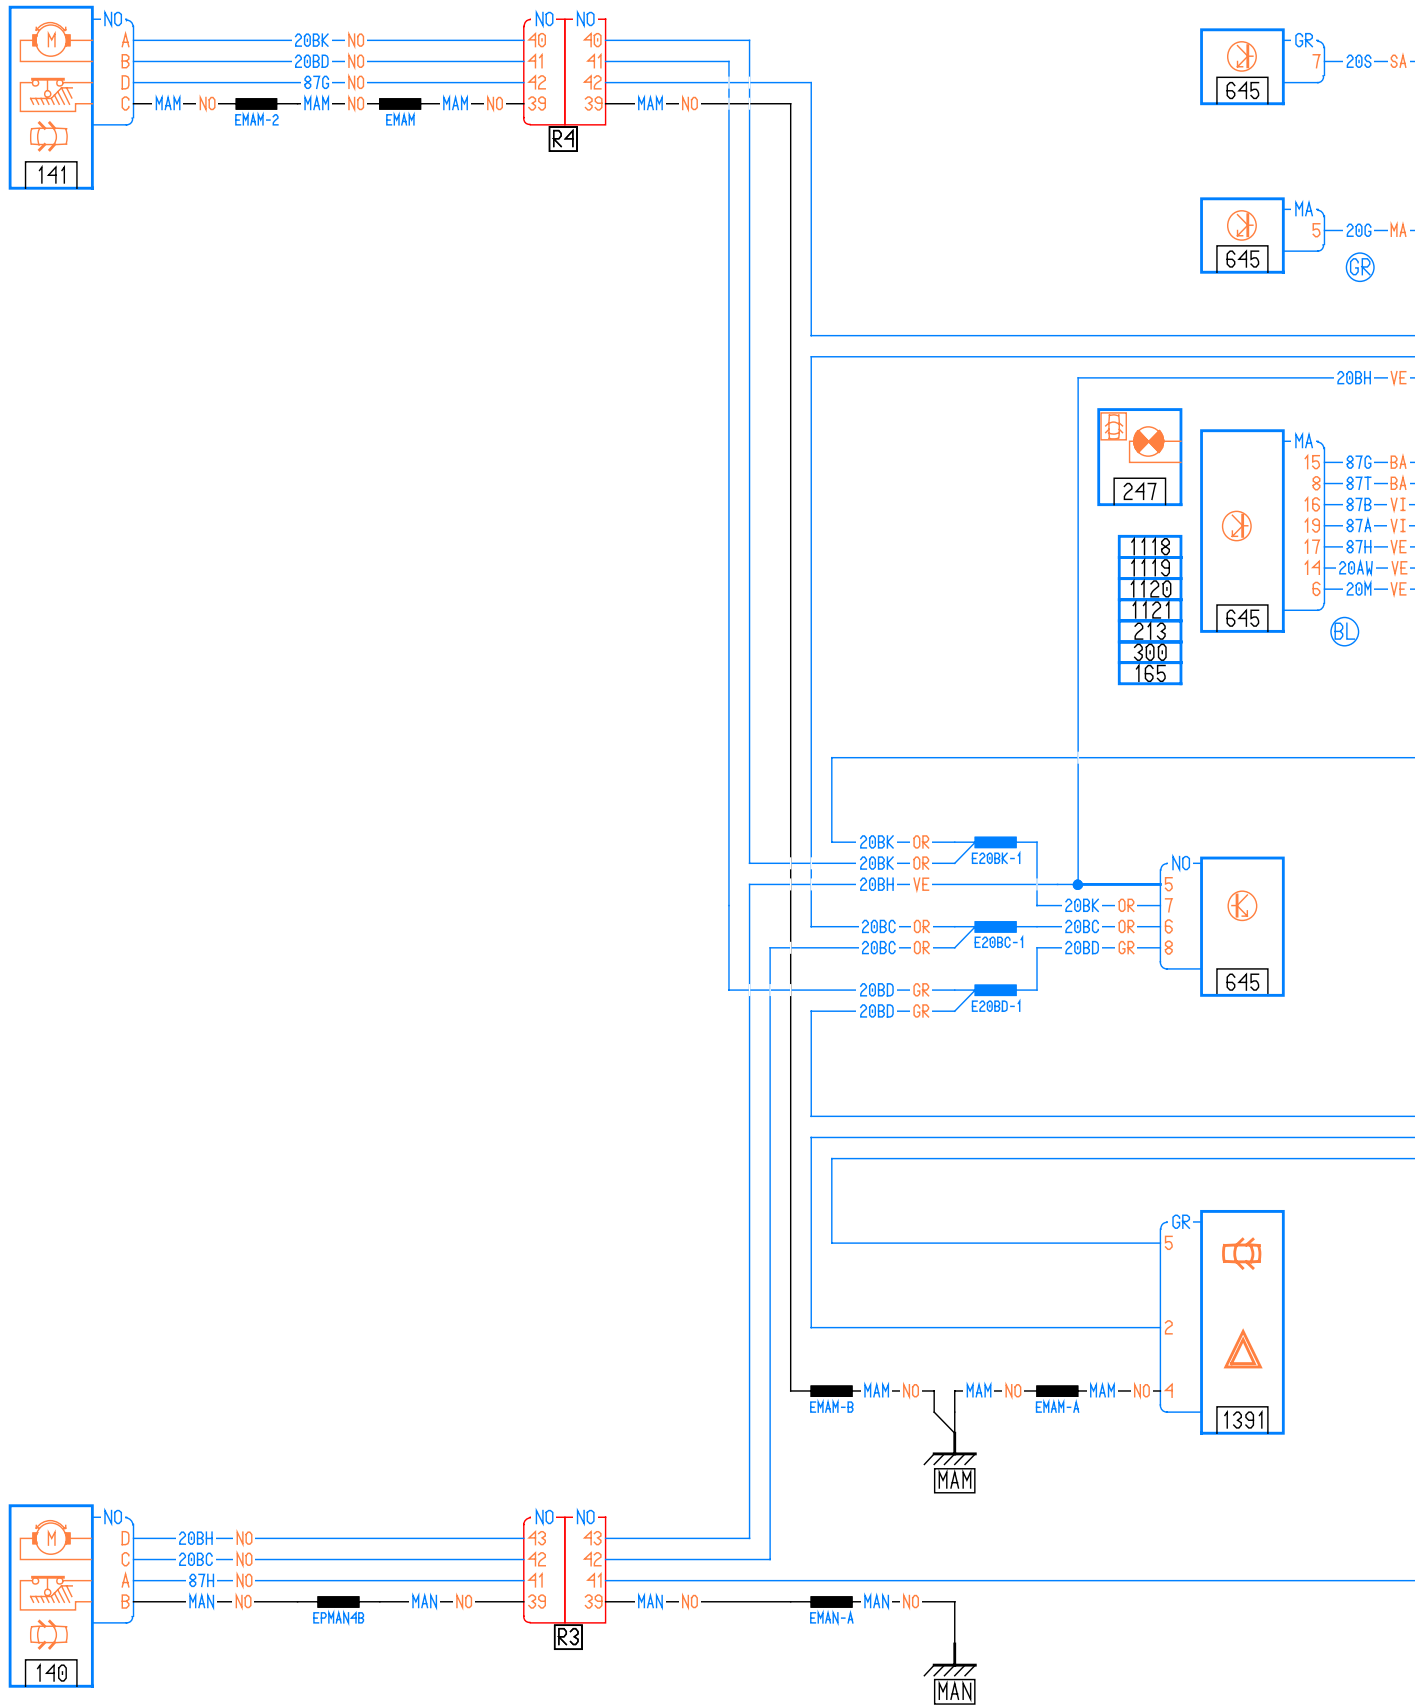 NO NO NO
A 20BK NO 40 40
B 20BD NO 41 41
D 87G NO 42 42
C MAM NO MAM NO MAM NO 39 39 MAM NO
EMAM-2 EMAM
R4
141
M
GR
7 20S SA
645
MA
5 20G MA
645
GR
20BH VE
247
MA
15 87G BA
8 87T BA
16 87B VI
19 87A VI
17 87H VE
14 20AW VE
6 20M VE
645
BL
1118
1119
1120
1121
213
300
165
20BK OR
E20BK-1
20BK OR
20BH VE
NO
5
20BK OR 7
20BC OR 20BC OR 6
E20BC-1
20BC OR 20BD GR 8
645
20BD GR
E20BD-1
20BD GR
GR
5
2
MAM NO MAM NO MAM NO 4
EMAM-B EMAM-A
1391
MAM
NO NO NO
M
D 20BH NO 43 43
C 20BC NO 42 42
A 87H NO 41 41
B MAN NO MAN NO 39 39 MAN NO MAN NO
EPMAN4B EMAN-A
R3
140
MAN